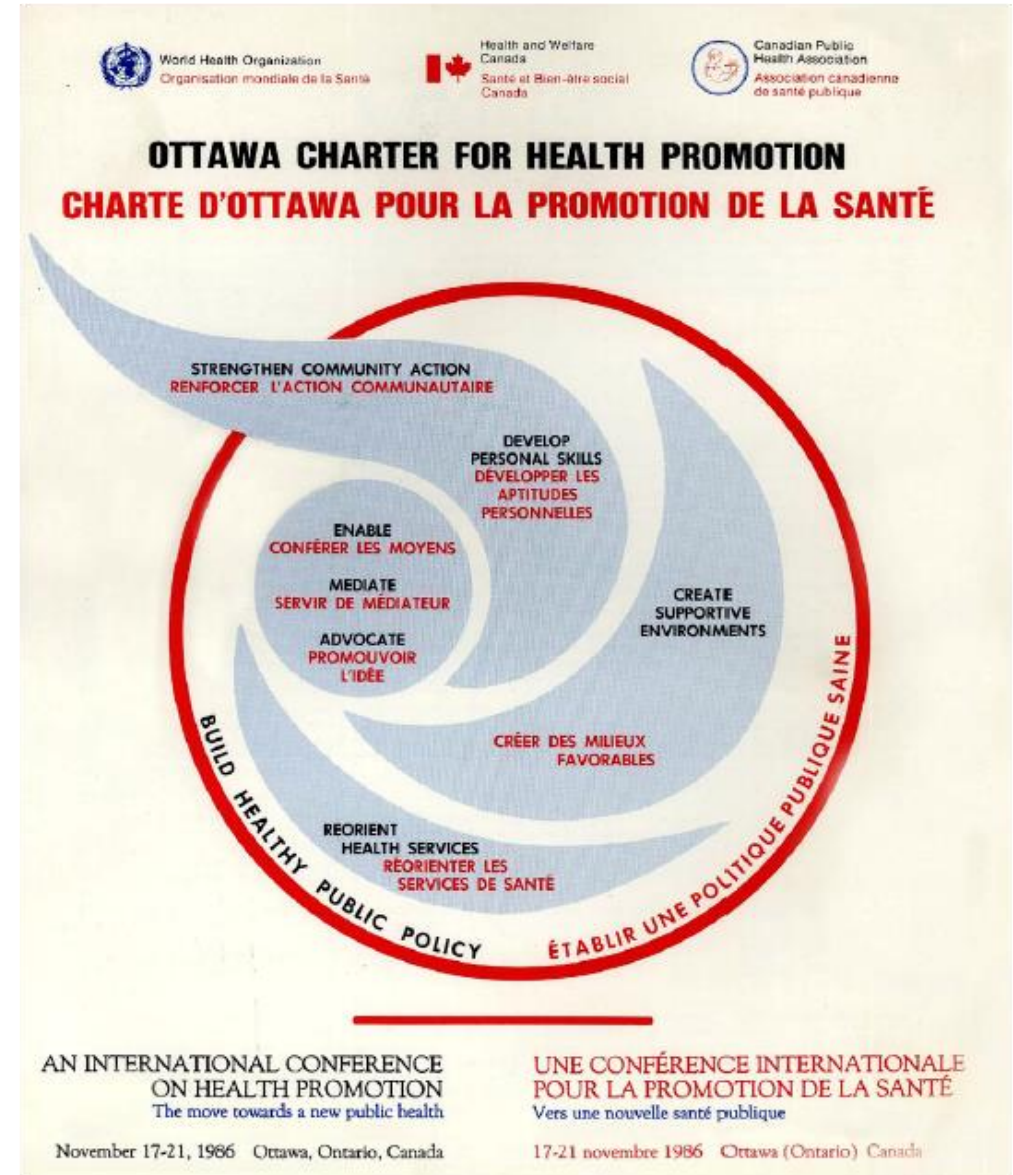 World Health Organization
Organisation mondiale de la Santé
Health and Welfare
Canada
Santé et Bien-être social
Canada
Canadian Public
Health Association
Association canadienne
de santé publique
OTTAWA CHARTER FOR HEALTH PROMOTION
CHARTE D'OTTAWA POUR LA PROMOTION DE LA SANTÉ
STRENGTHEN COMMUNITY ACTION
RENFORCER L'ACTION COMMUNAUTAIRE
DEVELOP
PERSONAL SKILLS
DÉVELOPPER LES
APTITUDES
PERSONNELLES
ENABLE
CONFÉRER LES MOYENS
MEDIATE
SERVIR DE MÉDIATEUR
ADVOCATE
PROMOUVOIR
L'IDÉE
CREATE
SUPPORTIVE
ENVIRONMENTS
CRÉER DES MILIEUX
FAVORABLES
REORIENT
HEALTH SERVICES
RÉORIENTER LES
SERVICES DE SANTÉ
BUILD HEALTHY PUBLIC POLICY
ÉTABLIR UNE POLITIQUE PUBLIQUE SAINE
AN INTERNATIONAL CONFERENCE
ON HEALTH PROMOTION
The move towards a new public health
November 17-21, 1986 Ottawa, Ontario, Canada
UNE CONFÉRENCE INTERNATIONALE
POUR LA PROMOTION DE LA SANTÉ
Vers une nouvelle santé publique
17-21 novembre 1986 Ottawa (Ontario) Canada